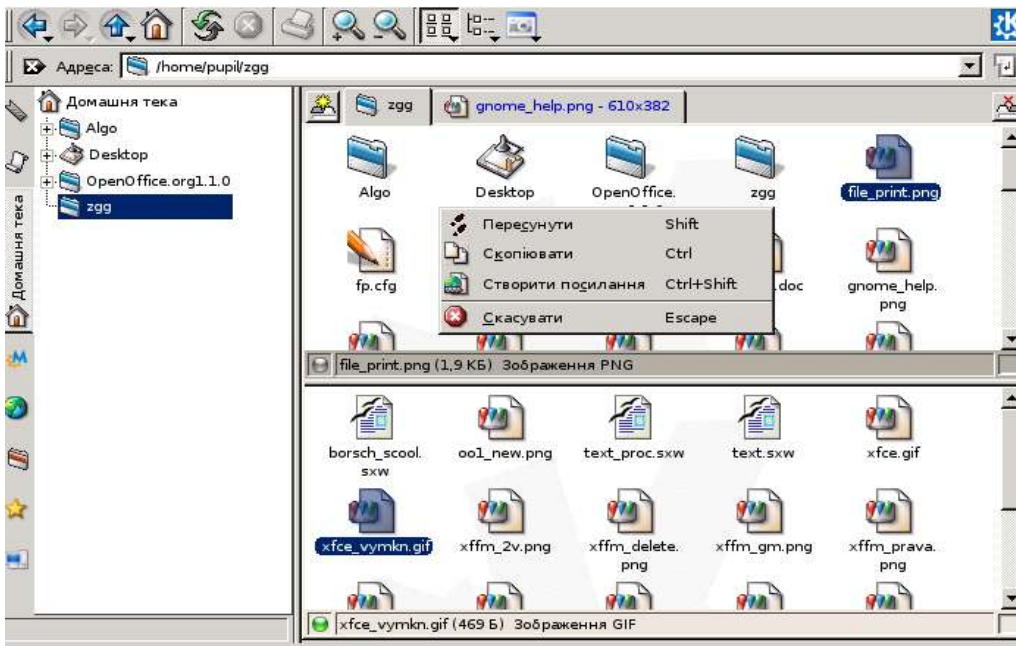 Адреса: /home/pupil/zgg
Домашня тека
Домашня тека
Algo
Desktop
OpenOffice.org1.1.0
zgg
zgg
gnome_help.png - 610x382
Algo
Desktop
OpenOffice.
zgg
file_print.png
fp.cfg
.doc
gnome_help.
png
Пересунути Shift
Скопіювати Ctrl
Створити посилання Ctrl+Shift
Скасувати Escape
file_print.png (1,9 КБ) Зображення PNG
borsch_scool.
sxw
oo1_new.png
text_proc.sxw
text.sxw
xfce.gif
xfce_vymkn.gif
xffm_2v.png
xffm_delete.
png
xffm_gm.png
xffm_prava.
png
xfce_vymkn.gif (469 Б) Зображення GIF